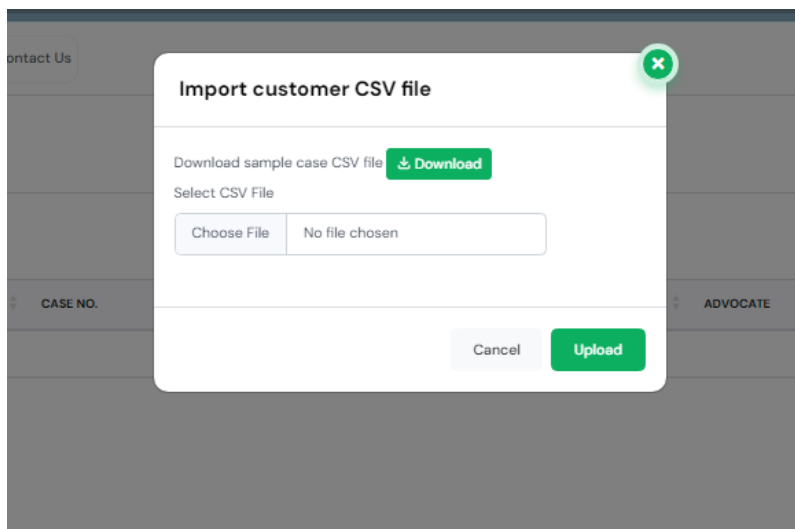 ontact Us
Import customer CSV file
Download sample case CSV file Download
Select CSV File
Choose File No file chosen
CASE NO. ADVOCATE
Cancel Upload